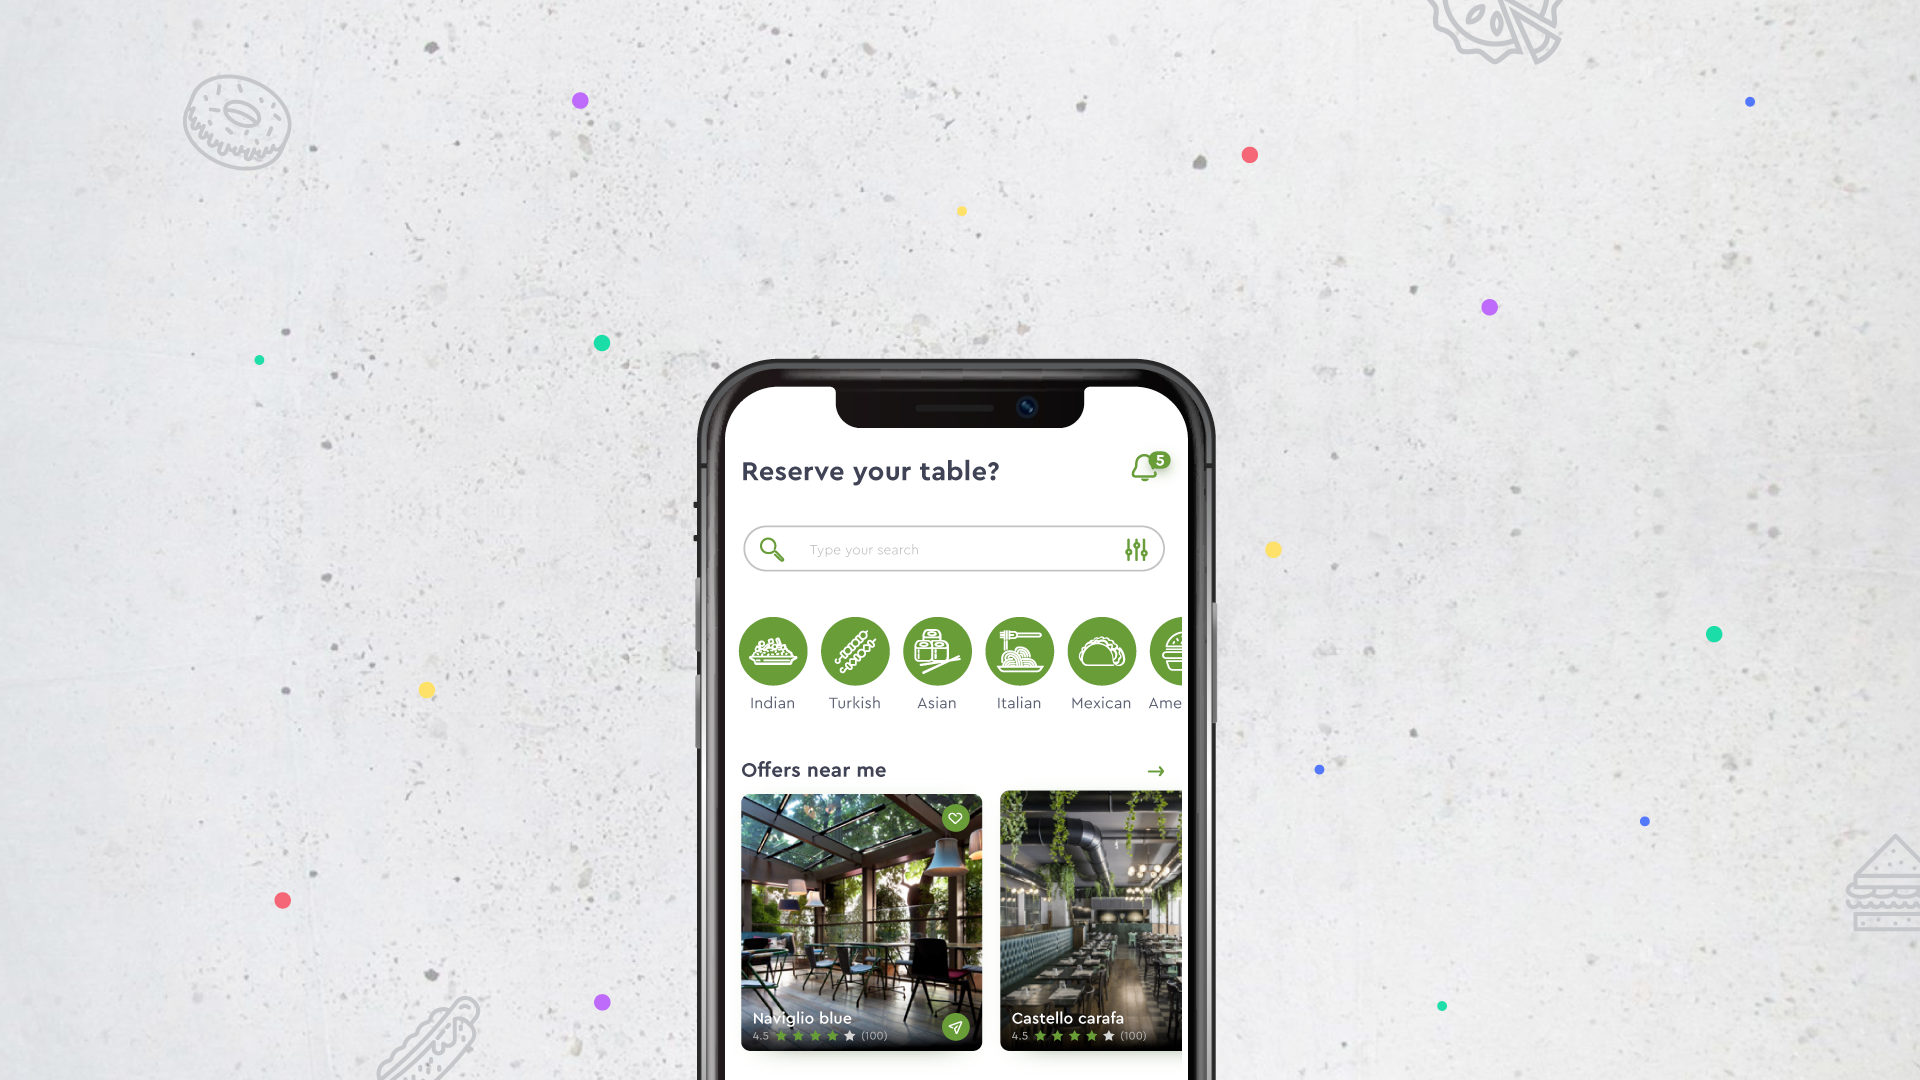 Reserve your table?
5
Type your search
Indian Turkish Asian Italian Mexican Ame
Offers near me
Naviglio blue
4.5 (100)
Castello carafa
4.5 (100)